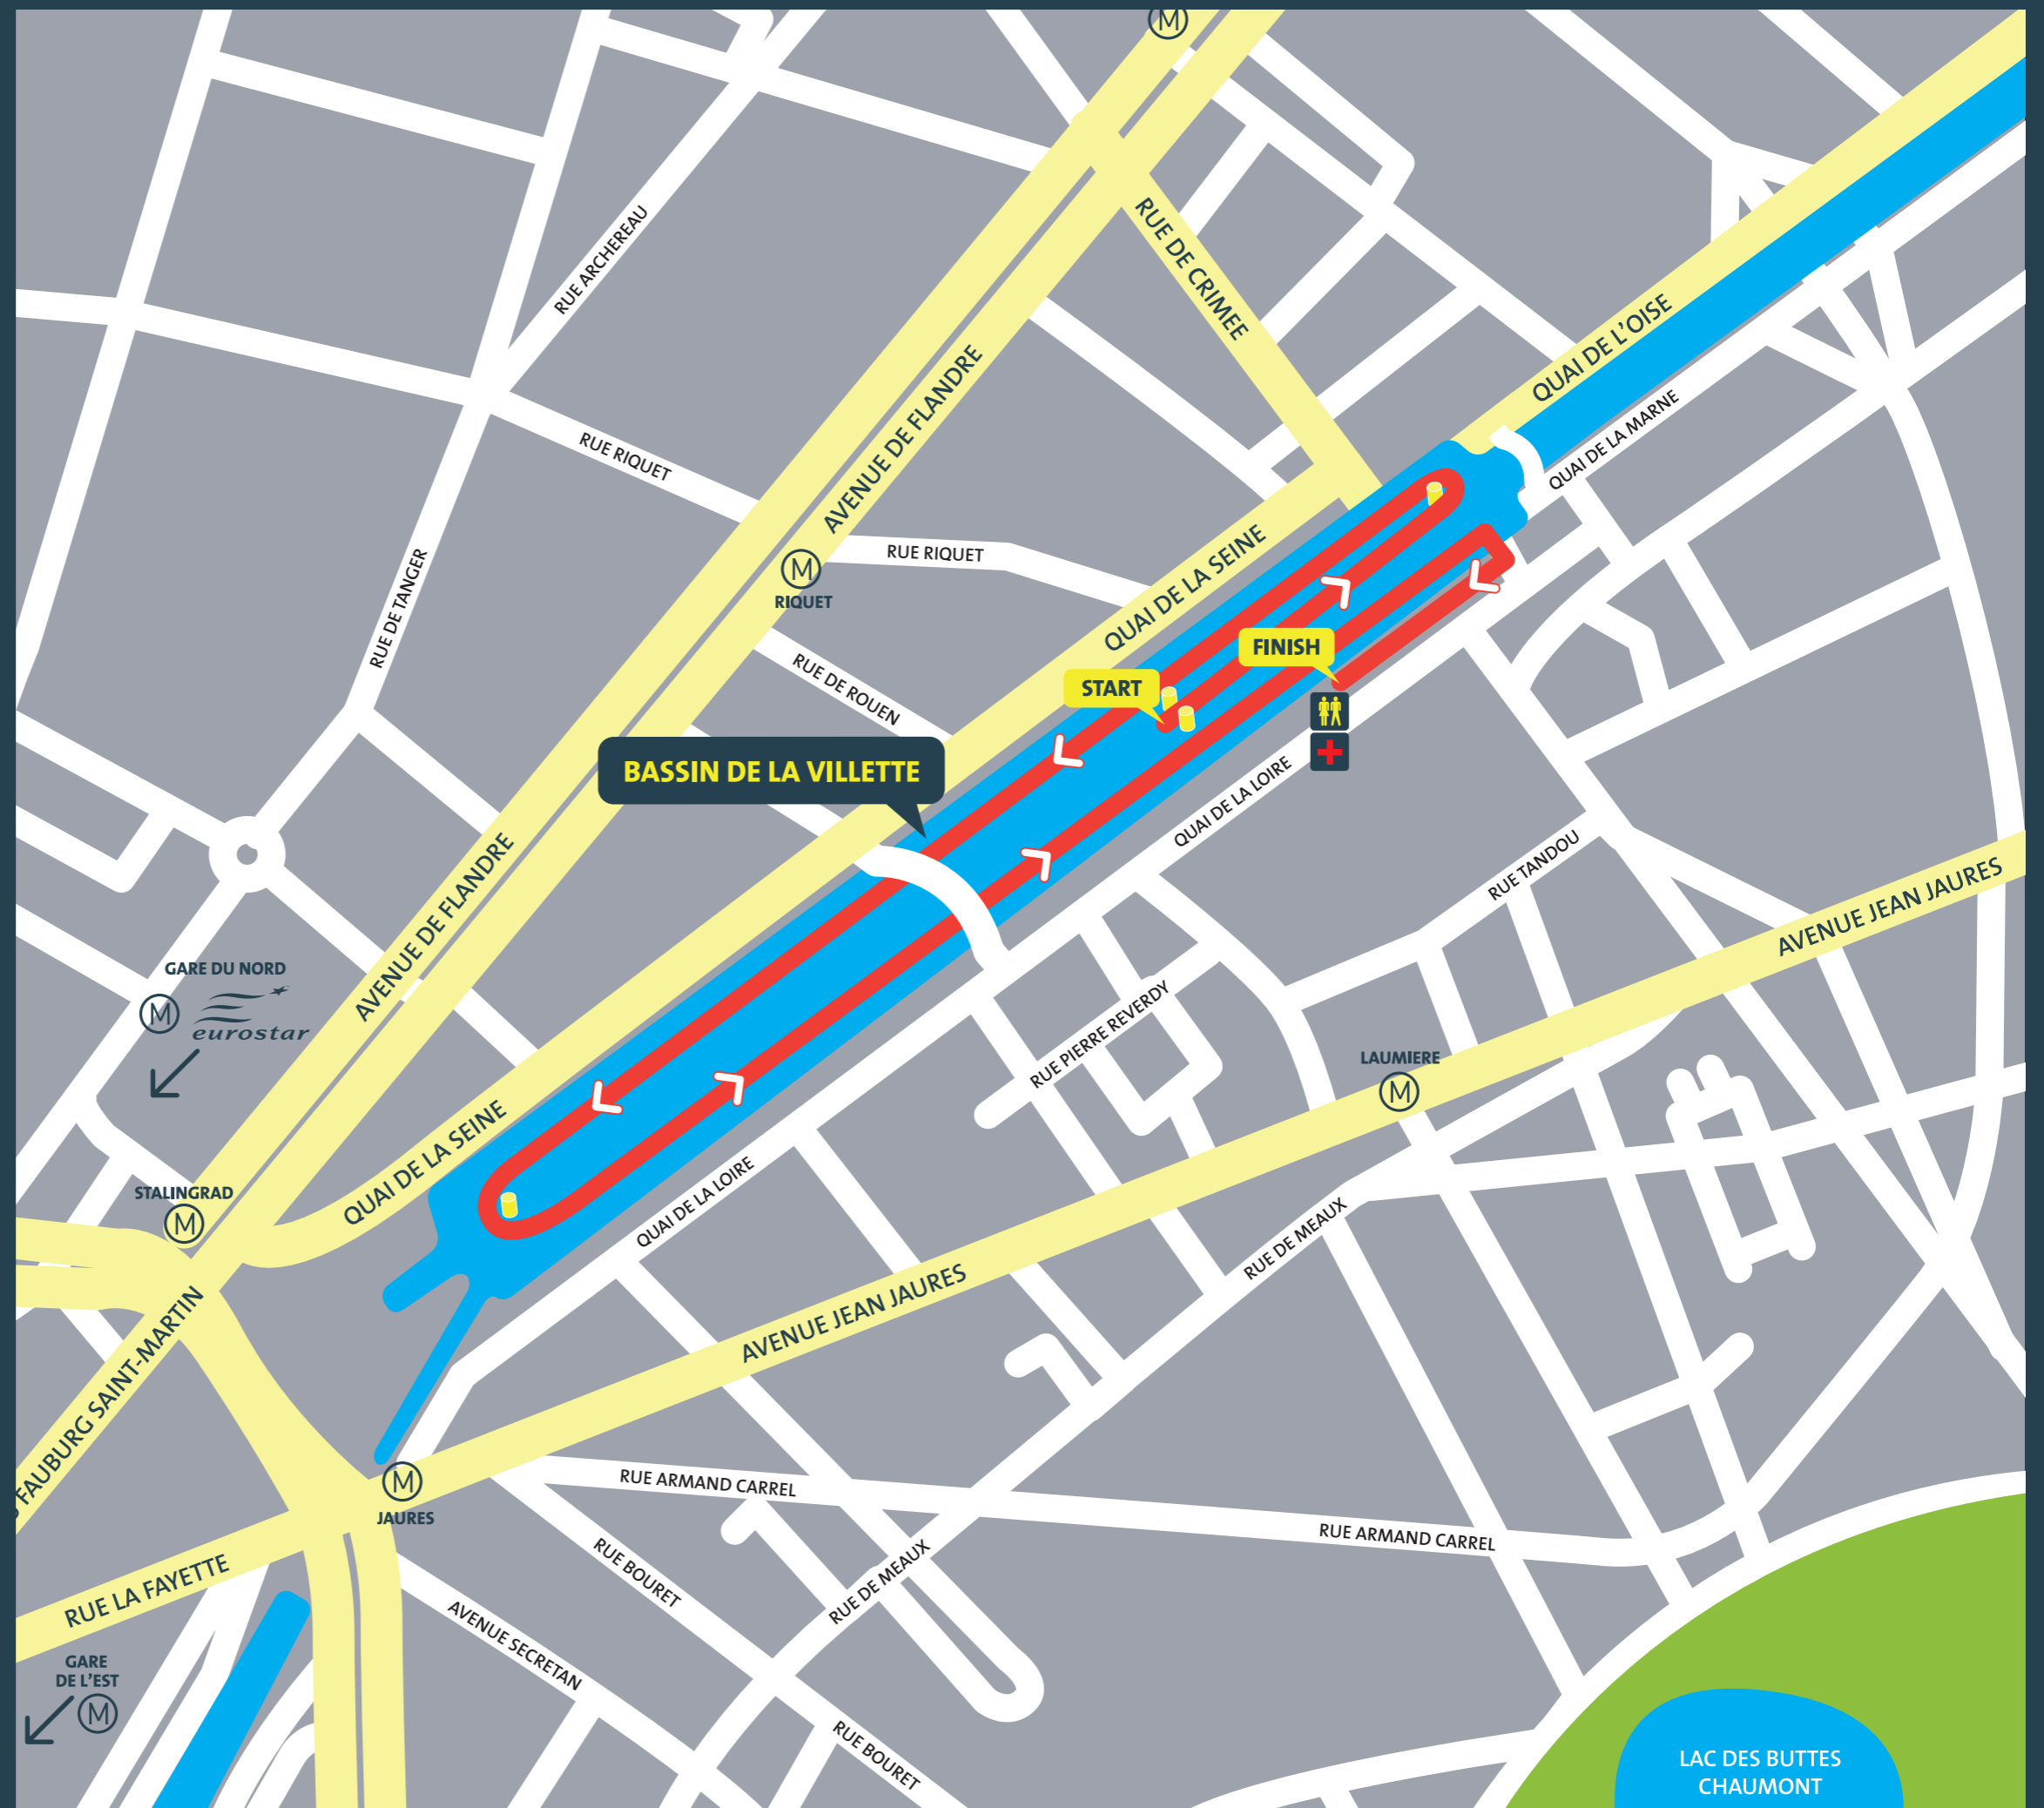 M
RUE ARCHEREAU
RUE DE CRIMEE
QUAI DE L'OISE
AVENUE DE FLANDRE
QUAI DE LA MARNE
RUE RIQUET
RUE RIQUET
QUAI DE LA SEINE
M
RIQUET
RUE DE TANGER
FINISH
RUE DE ROUEN
START
BASSIN DE LA VILLETTE
QUAI DE LA LOIRE
RUE TANDOU
AVENUE JEAN JAURES
AVENUE DE FLANDRE
GARE DU NORD
M
eurostar
RUE PIERRE REVERDY
LAUMIERE
M
QUAI DE LA SEINE
STALINGRAD
M
QUAI DE LA LOIRE
RUE DE MEAUX
AVENUE JEAN JAURES
FAUBURG SAINT-MARTIN
M
JAURES
RUE ARMAND CARREL
RUE ARMAND CARREL
RUE BOURET
RUE DE MEAUX
RUE LA FAYETTE
AVENUE SECRETAN
GARE
DE L'EST
M
RUE BOURET
LAC DES BUTTES
CHAUMONT